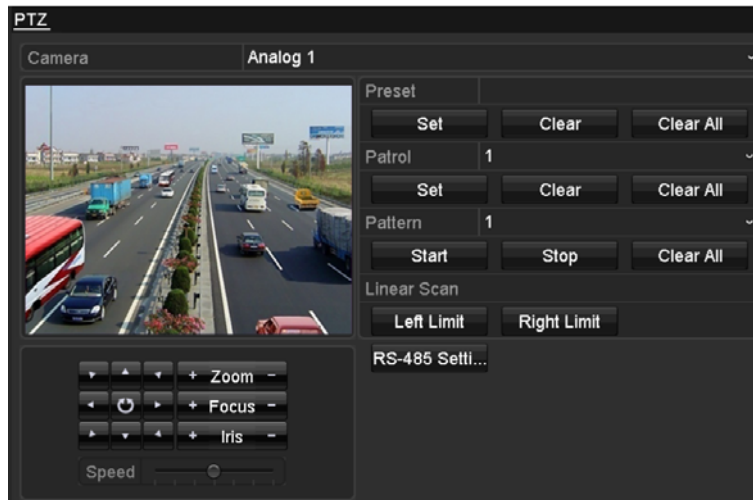 PTZ
Camera Analog 1
Preset
Set Clear Clear All
Patrol 1
Set Clear Clear All
Pattern 1
Start Stop Clear All
Linear Scan
Left Limit Right Limit
RS-485 Setti...
+ Zoom -
+ Focus -
+ Iris -
Speed